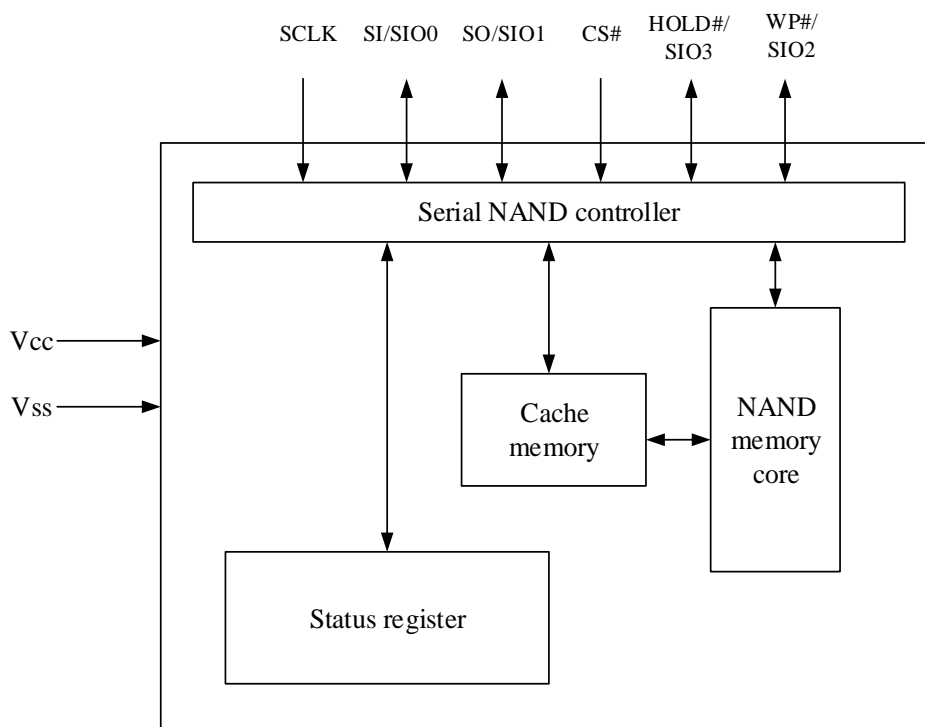 SCLK
SI/SIO0
SO/SIO1
CS#
HOLD#/
SIO3
WP#/
SIO2
Serial NAND controller
Vcc
Vss
Cache
memory
NAND
memory
core
Status register